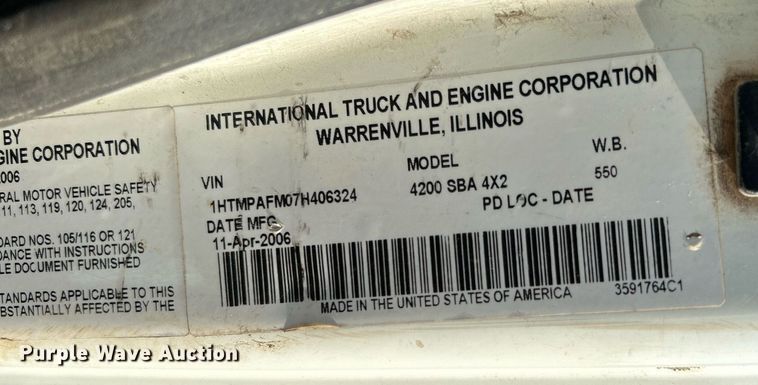 BY
GINE CORPORATION
2006
RAL MOTOR VEHICLE SAFETY
11, 113, 119, 120, 124, 205,
DARD NOS. 105/116 OR 121
DANCE WITH INSTRUCTIONS
LE DOCUMENT FURNISHED
STANDARDS APPLICABLE TO THIS
BSTANTIALLY AFFECTED BY THE
INTERNATIONAL TRUCK AND ENGINE CORPORATION
WARRENVILLE, ILLINOIS
VIN MODEL W.B.
1HTMPAFM07H406324 4200 SBA 4X2 550
DATE MFG PD LOC - DATE
11-Apr-2006
MADE IN THE UNITED STATES OF AMERICA 3591764C1
Purple Wave Auction